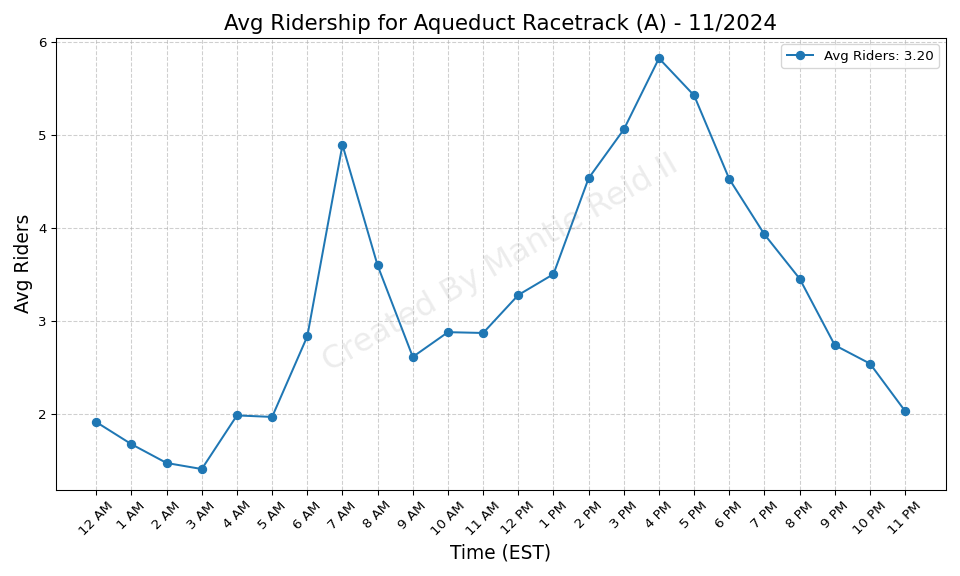 Avg Ridership for Aqueduct Racetrack (A) - 11/2024
Avg Riders: 3.20
6
5
4
3
2
Avg Riders
Created By Mantie Reid II
12 AM
1 AM
2 AM
3 AM
4 AM
5 AM
6 AM
7 AM
8 AM
9 AM
10 AM
11 AM
12 PM
1 PM
2 PM
3 PM
4 PM
5 PM
6 PM
7 PM
8 PM
9 PM
10 PM
11 PM
Time (EST)